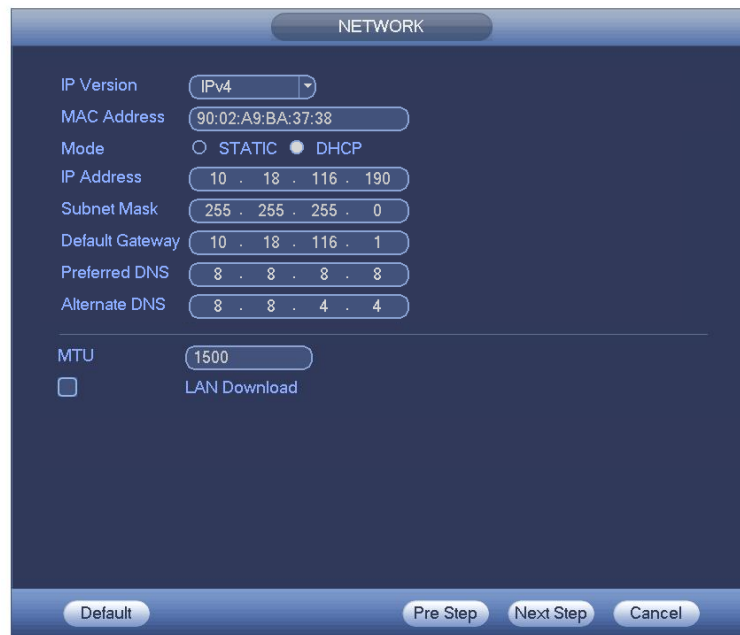 NETWORK
IP Version IPv4
MAC Address 90:02:A9:BA:37:38
Mode STATIC DHCP
IP Address 10 . 18 . 116 . 190
Subnet Mask 255 . 255 . 255 . 0
Default Gateway 10 . 18 . 116 . 1
Preferred DNS 8 . 8 . 8 . 8
Alternate DNS 8 . 8 . 4 . 4
MTU 1500
LAN Download
Default Pre Step Next Step Cancel